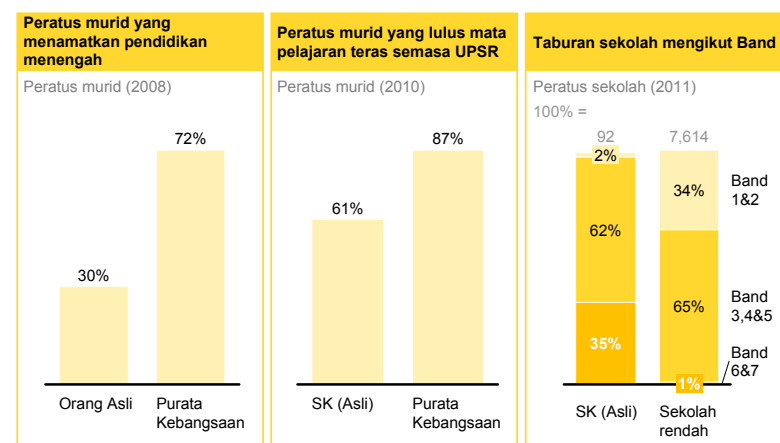 Peratus murid yang
menamatkan pendidikan
menengah
Peratus murid (2008)
72%
30%
Orang Asli
Purata
Kebangsaan
Peratus murid yang lulus mata
pelajaran teras semasa UPSR
Peratus murid (2010)
87%
61%
SK (Asli)
Purata
Kebangsaan
Taburan sekolah mengikut Band
Peratus sekolah (2011)
100% =
92
7,614
2%
34%
Band
1&2
62%
65%
Band
3,4&5
35%
Band
6&7
1%
SK (Asli)
Sekolah
rendah